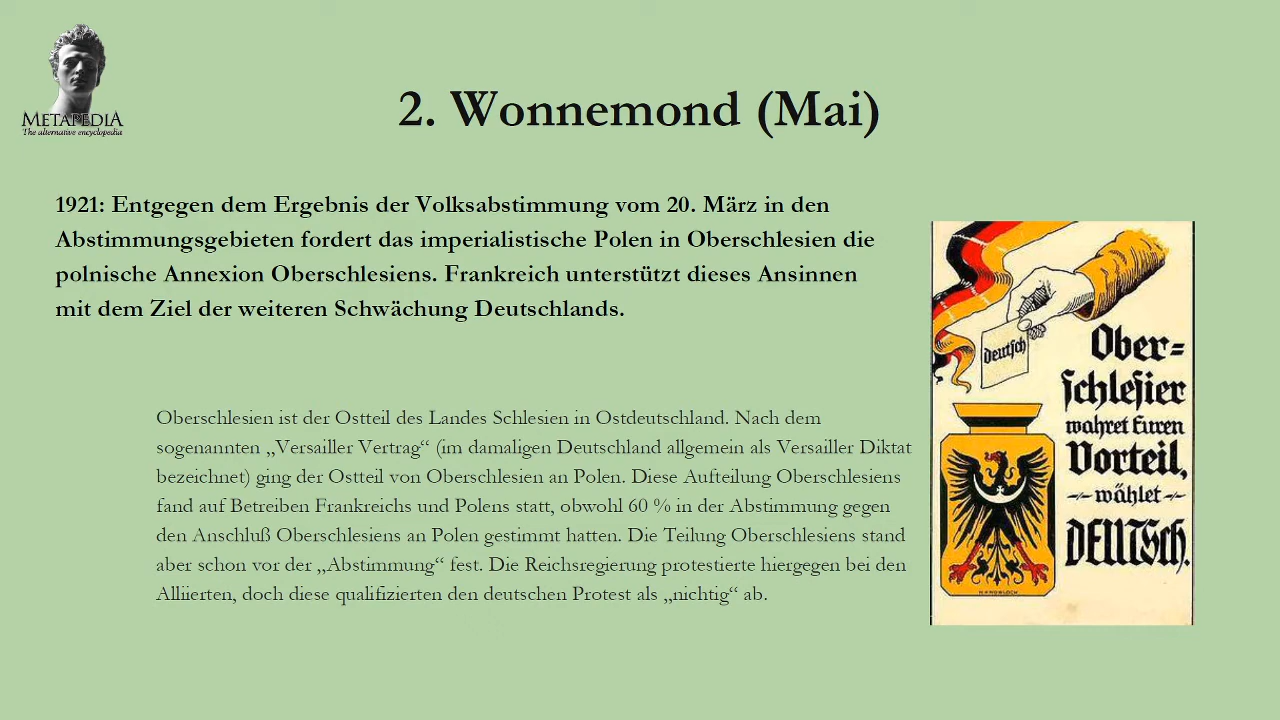 METAPEDIA
The alternative encyclopedia
2. Wonnemond (Mai)
1921: Entgegen dem Ergebnis der Volksabstimmung vom 20. März in den
Abstimmungsgebieten fordert das imperialistische Polen in Oberschlesien die
polnische Annexion Oberschlesiens. Frankreich unterstützt dieses Ansinnen
mit dem Ziel der weiteren Schwächung Deutschlands.
Oberschlesien ist der Ostteil des Landes Schlesien in Ostdeutschland. Nach dem
sogenannten „Versailler Vertrag“ (im damaligen Deutschland allgemein als Versailler Diktat
bezeichnet) ging der Ostteil von Oberschlesien an Polen. Diese Aufteilung Oberschlesiens
fand auf Betreiben Frankreichs und Polens statt, obwohl 60 % in der Abstimmung gegen
den Anschluß Oberschlesiens an Polen gestimmt hatten. Die Teilung Oberschlesiens stand
aber schon vor der „Abstimmung“ fest. Die Reichsregierung protestierte hiergegen bei den
Alliierten, doch diese qualifizierten den deutschen Protest als „nichtig“ ab.
deutsch
Ober=
schlesier
wahret Euren
Vorteil,
wählet
DEUTSCH.